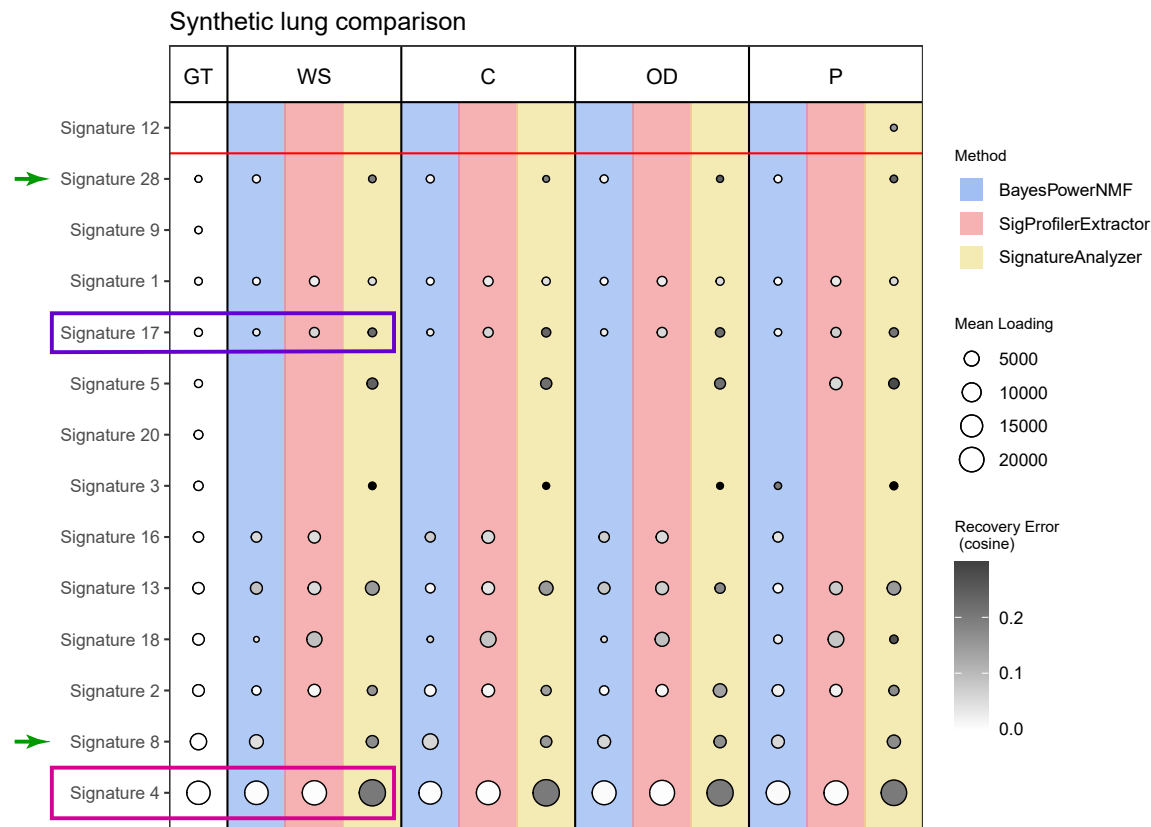 Synthetic lung comparison
GT WS C OD P
Signature 12
Signature 28
Signature 9
Signature 1
Signature 17
Signature 5
Signature 20
Signature 3
Signature 16
Signature 13
Signature 18
Signature 2
Signature 8
Signature 4
Method
BayesPowerNMF
SigProfilerExtractor
SignatureAnalyzer
Mean Loading
5000
10000
15000
20000
Recovery Error
(cosine)
0.2
0.1
0.0